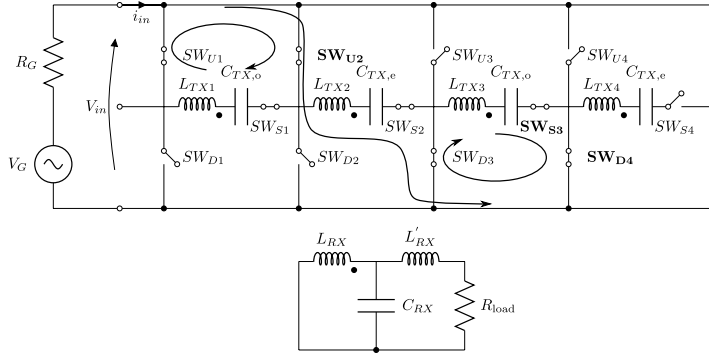 i_in
SW_U1
SW_U2
SW_U3
SW_U4
R_G
C_TX,o
C_TX,e
C_TX,o
C_TX,e
L_TX1
L_TX2
L_TX3
L_TX4
V_in
SW_S1
SW_S2
SW_S3
SW_S4
V_G
SW_D1
SW_D2
SW_D3
SW_D4
L_RX
L'_RX
C_RX
R_load